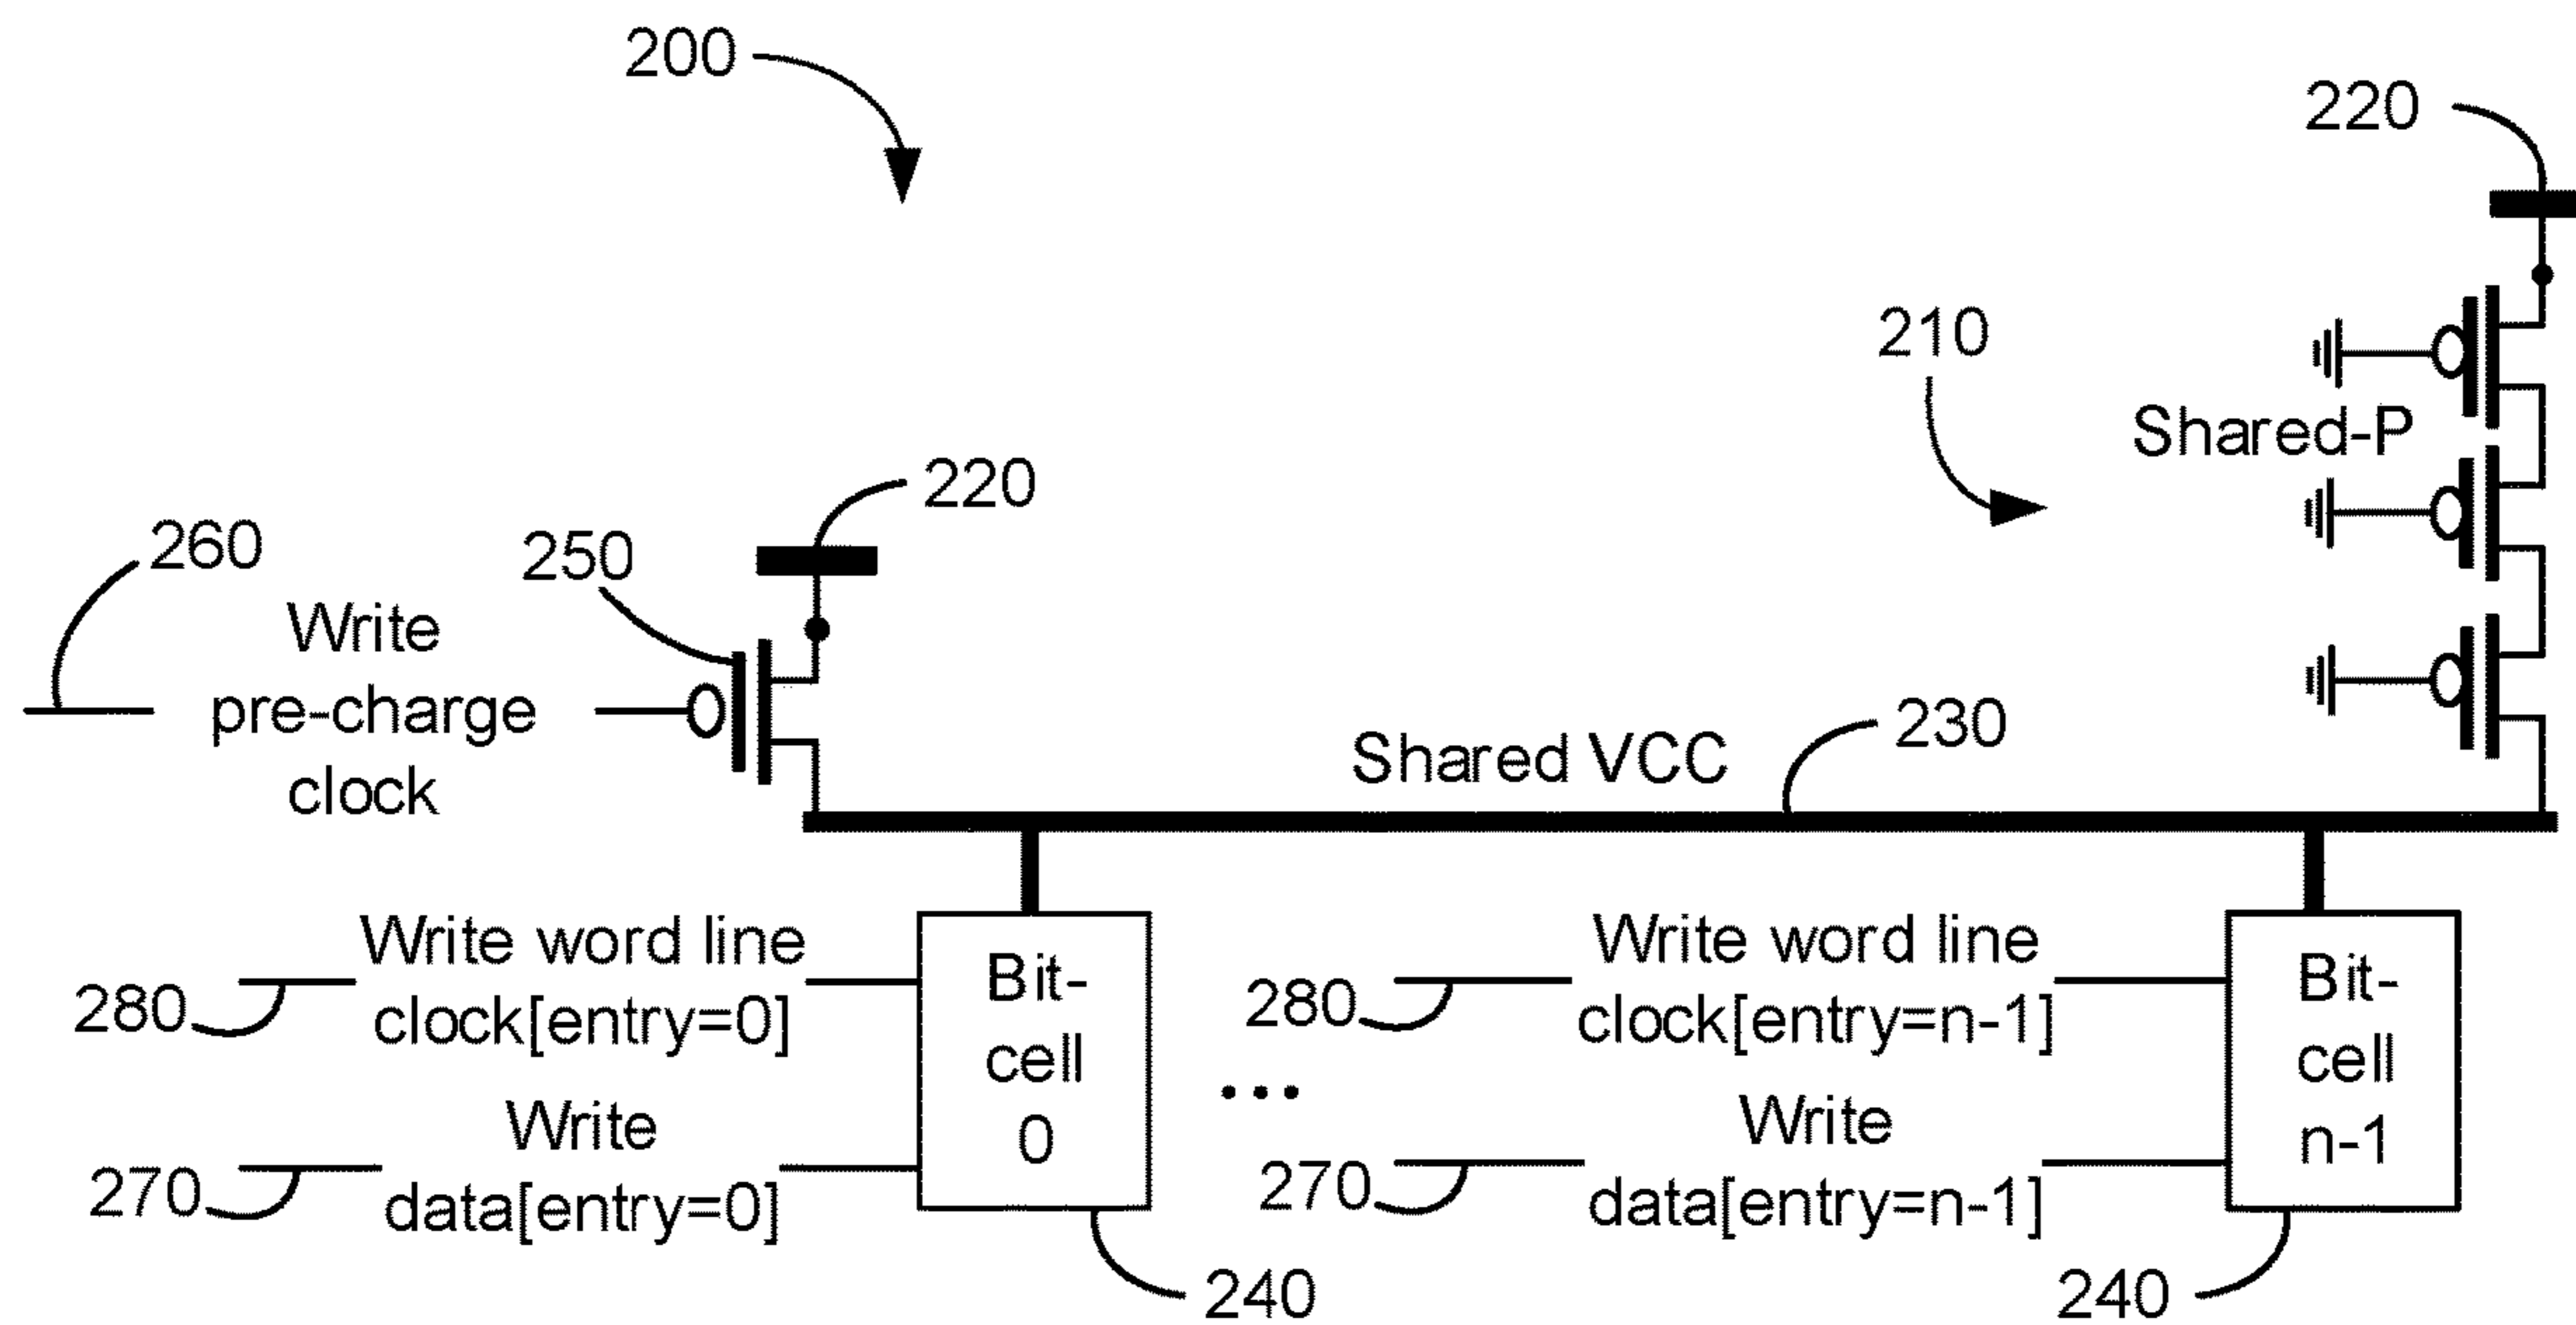 200
220
210
Shared-P
220
260
250
Write
pre-charge
clock
230
Shared VCC
Write word line
clock[entry=0]
280
Bit-
cell
0
Write
data[entry=0]
270
240
...
Write word line
clock[entry=n-1]
280
Bit-
cell
n-1
Write
data[entry=n-1]
270
240